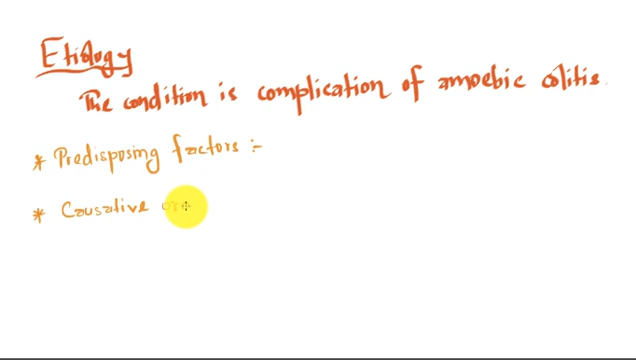 Etiology
The condition is complication of amoebic colitis.
* Predisposing factors :-
* Causative